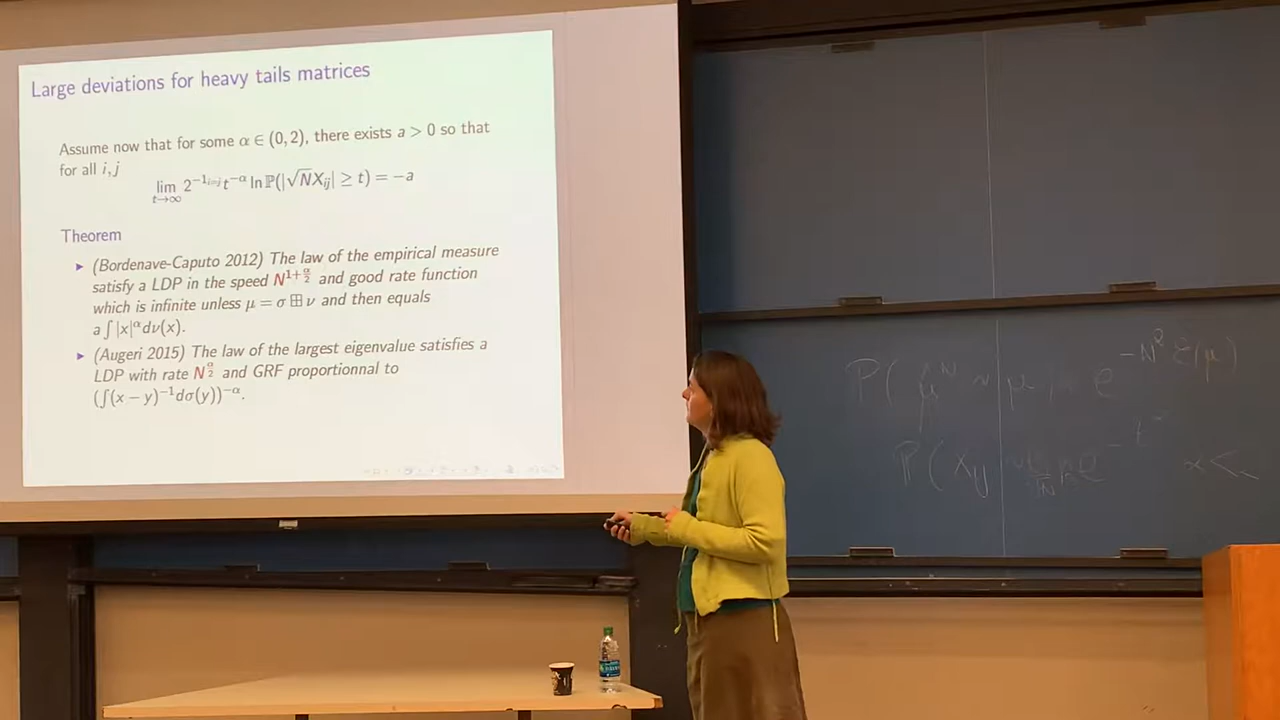 Large deviations for heavy tails matrices
Assume now that for some α ∈ (0, 2), there exists a > 0 so that
for all i, j
lim_{t→∞} 2^{-1_{i=j}} t^{-α} ln ℙ(|√N X_{ij}| ≥ t) = −a
Theorem
▶ (Bordenave-Caputo 2012) The law of the empirical measure
satisfy a LDP in the speed N^{1+α/2} and good rate function
which is infinite unless μ = σ ⊞ ν and then equals
a ∫ |x|^α dν(x).
▶ (Augeri 2015) The law of the largest eigenvalue satisfies a
LDP with rate N^{α/2} and GRF proportionnal to
(∫(x − y)^{-1} dσ(y))^{-α}.
ℙ( μ^N ≈ μ ) ≈ e^{-N² Ɛ(μ)}
ℙ( X_{ij}